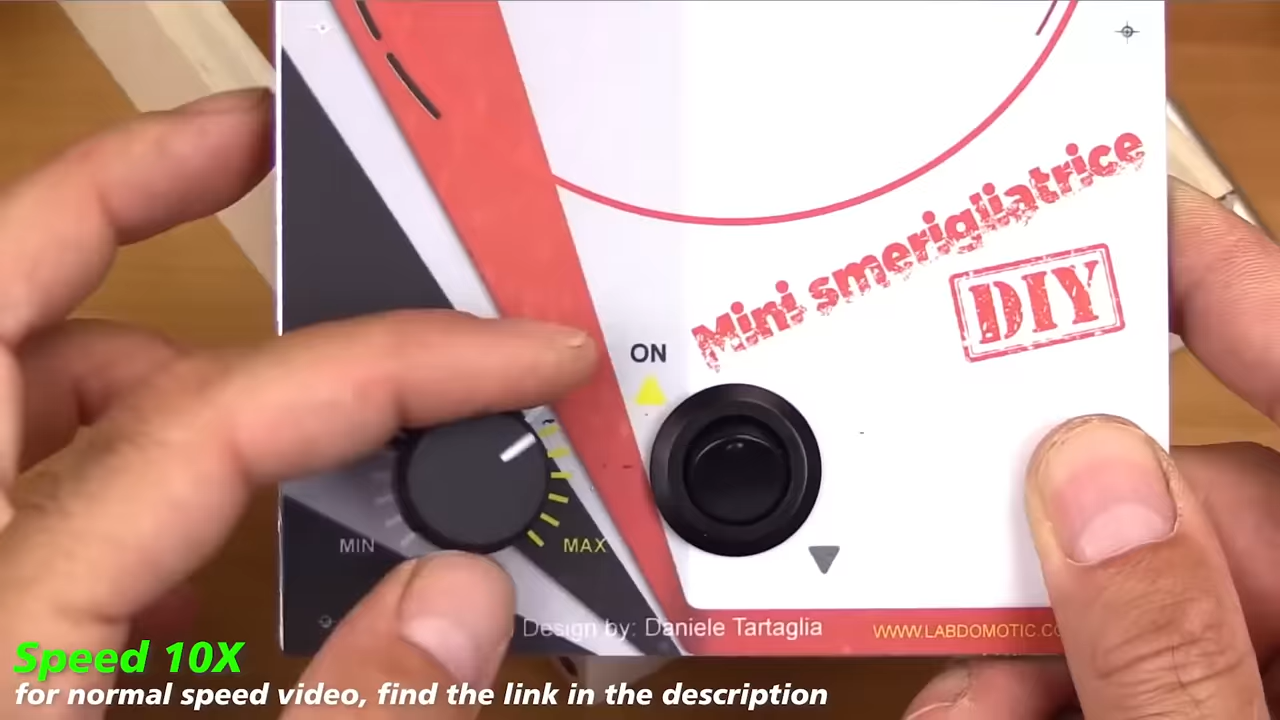 Mini smerigliatrice
DIY
ON
MIN
MAX
Design by: Daniele Tartaglia
WWW.LABDOMOTIC.CO
Speed 10X
for normal speed video, find the link in the description